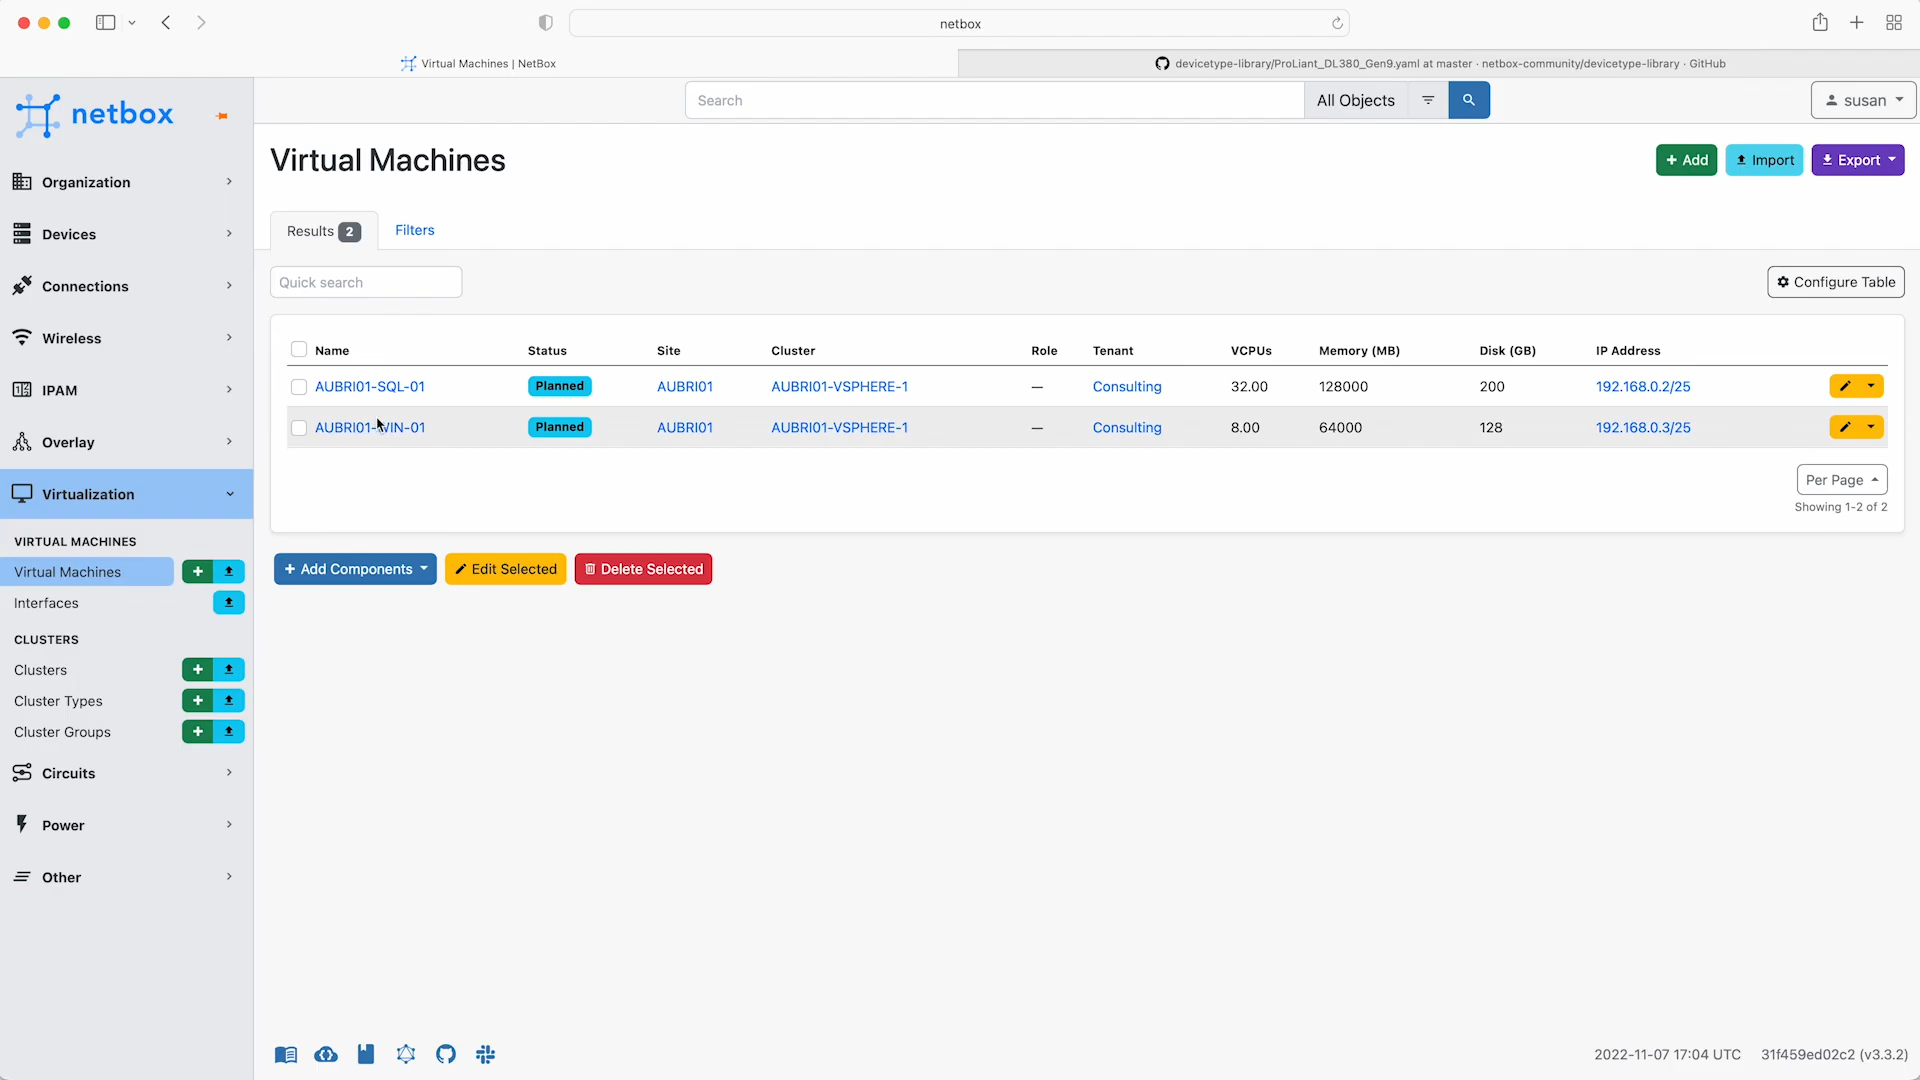 netbox
Virtual Machines | NetBox
devicetype-library/ProLiant_DL380_Gen9.yaml at master · netbox-community/devicetype-library · GitHub
netbox
Search
All Objects
susan
Virtual Machines
+ Add
Import
Export
Results 2
Filters
Quick search
Configure Table
Name Status Site Cluster Role Tenant VCPUs Memory (MB) Disk (GB) IP Address
AUBRI01-SQL-01 Planned AUBRI01 AUBRI01-VSPHERE-1 — Consulting 32.00 128000 200 192.168.0.2/25
AUBRI01-WIN-01 Planned AUBRI01 AUBRI01-VSPHERE-1 — Consulting 8.00 64000 128 192.168.0.3/25
Per Page
Showing 1-2 of 2
+ Add Components
Edit Selected
Delete Selected
Organization
Devices
Connections
Wireless
IPAM
Overlay
Virtualization
VIRTUAL MACHINES
Virtual Machines
Interfaces
CLUSTERS
Clusters
Cluster Types
Cluster Groups
Circuits
Power
Other
2022-11-07 17:04 UTC 31f459ed02c2 (v3.3.2)